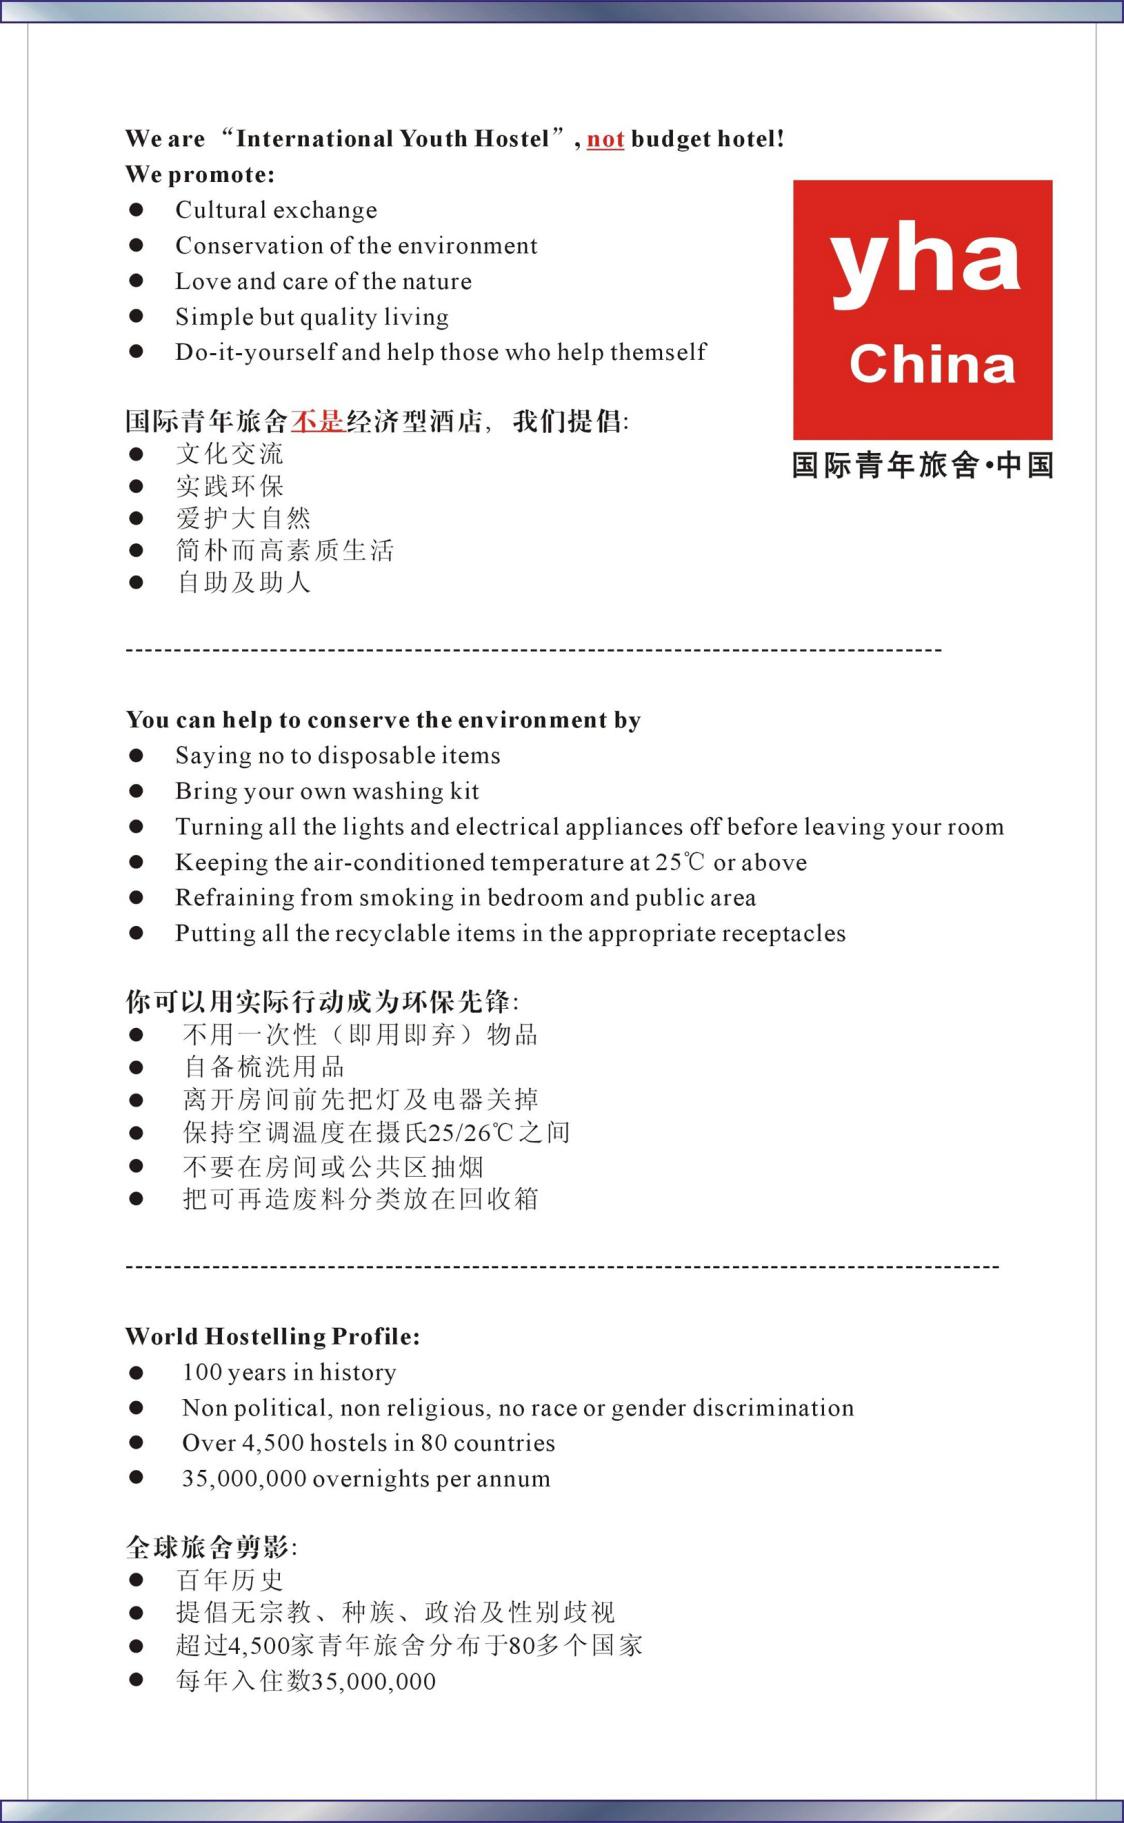 We are “International Youth Hostel”, not budget hotel!
We promote:
● Cultural exchange
● Conservation of the environment
● Love and care of the nature
● Simple but quality living
● Do-it-yourself and help those who help themself
yha
China
国际青年旅舍•中国
国际青年旅舍不是经济型酒店，我们提倡：
● 文化交流
● 实践环保
● 爱护大自然
● 简朴而高素质生活
● 自助及助人
-------------------------------------------------------------------------------------
You can help to conserve the environment by
● Saying no to disposable items
● Bring your own washing kit
● Turning all the lights and electrical appliances off before leaving your room
● Keeping the air-conditioned temperature at 25℃ or above
● Refraining from smoking in bedroom and public area
● Putting all the recyclable items in the appropriate receptacles
你可以用实际行动成为环保先锋：
● 不用一次性（即用即弃）物品
● 自备梳洗用品
● 离开房间前先把灯及电器关掉
● 保持空调温度在摄氏25/26℃之间
● 不要在房间或公共区抽烟
● 把可再造废料分类放在回收箱
-------------------------------------------------------------------------------------------
World Hostelling Profile:
● 100 years in history
● Non political, non religious, no race or gender discrimination
● Over 4,500 hostels in 80 countries
● 35,000,000 overnights per annum
全球旅舍剪影：
● 百年历史
● 提倡无宗教、种族、政治及性别歧视
● 超过4,500家青年旅舍分布于80多个国家
● 每年入住数35,000,000